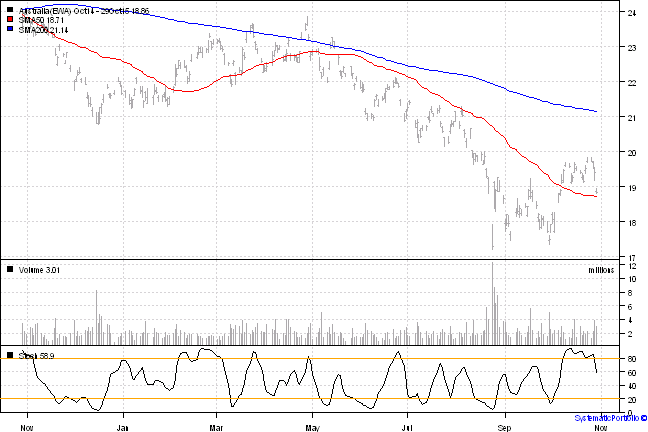 Australia(EWA) Oct14 - 29Oct15 18.86
SMA50 18.71
SMA200 21.14
24
23
22
21
20
19
18
17
Volume 3.01
millions
12
10
8
6
4
2
Stoch 58.9
80
60
40
20
0
Nov
Jan
Mar
May
Jul
Sep
Nov
SystematicPortfolio ©